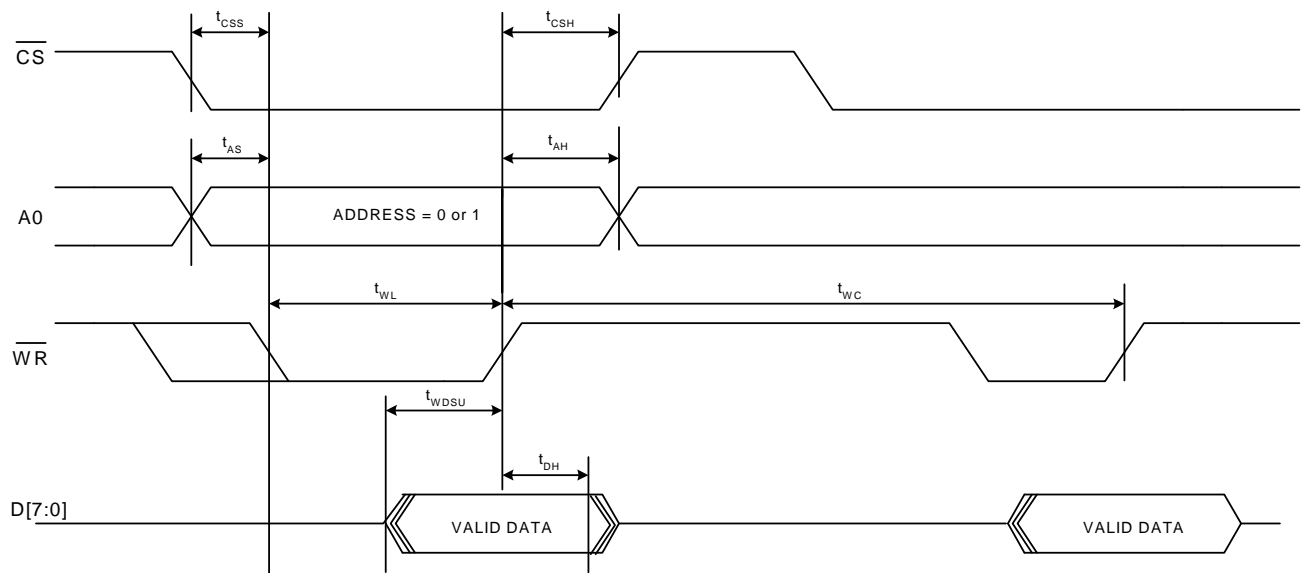 tCSS
tCSH
CS
tAS
tAH
A0
ADDRESS = 0 or 1
tWL
tWC
WR
tWDSU
tDH
D[7:0]
VALID DATA
VALID DATA